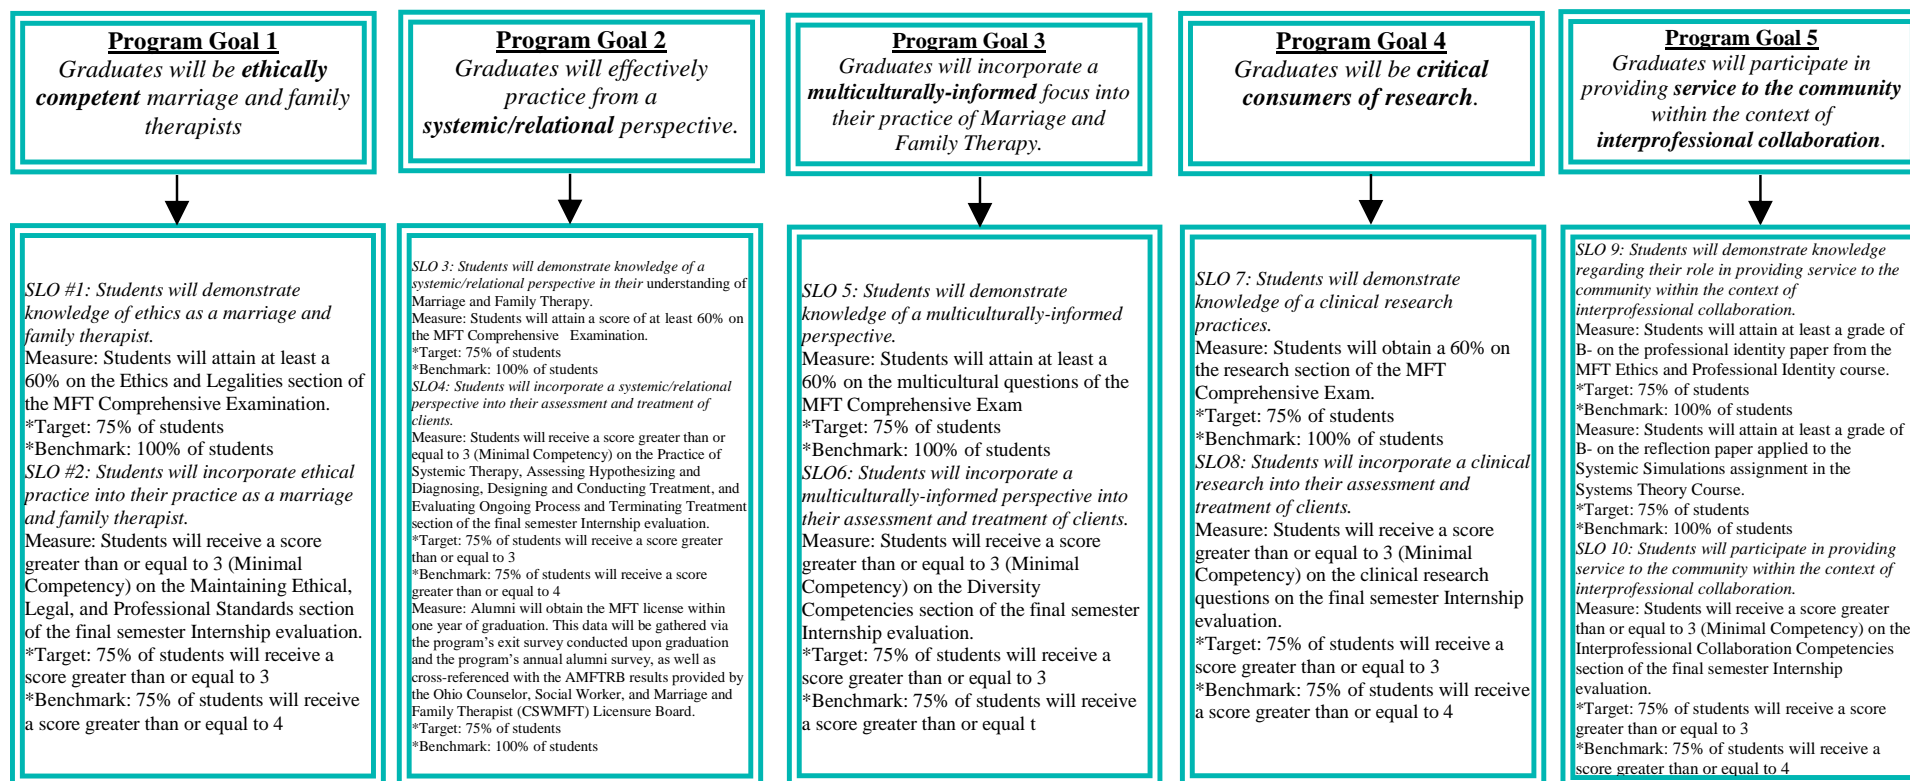 Program Goal 1
Graduates will be ethically
competent marriage and family
therapists
Program Goal 2
Graduates will effectively
practice from a
systemic/relational perspective.
Program Goal 3
Graduates will incorporate a
multiculturally-informed focus into
their practice of Marriage and
Family Therapy.
Program Goal 4
Graduates will be critical
consumers of research.
Program Goal 5
Graduates will participate in
providing service to the community
within the context of
interprofessional collaboration.
SLO #1: Students will demonstrate
knowledge of ethics as a marriage and
family therapist.
Measure: Students will attain at least a
60% on the Ethics and Legalities section of
the MFT Comprehensive Examination.
*Target: 75% of students
*Benchmark: 100% of students
SLO #2: Students will incorporate ethical
practice into their practice as a marriage
and family therapist.
Measure: Students will receive a score
greater than or equal to 3 (Minimal
Competency) on the Maintaining Ethical,
Legal, and Professional Standards section
of the final semester Internship evaluation.
*Target: 75% of students will receive a
score greater than or equal to 3
*Benchmark: 75% of students will receive
a score greater than or equal to 4
SLO 3: Students will demonstrate knowledge of a
systemic/relational perspective in their understanding of
Marriage and Family Therapy.
Measure: Students will attain a score of at least 60% on
the MFT Comprehensive Examination.
*Target: 75% of students
*Benchmark: 100% of students
SLO4: Students will incorporate a systemic/relational
perspective into their assessment and treatment of
clients.
Measure: Students will receive a score greater than or
equal to 3 (Minimal Competency) on the Practice of
Systemic Therapy, Assessing Hypothesizing and
Diagnosing, Designing and Conducting Treatment, and
Evaluating Ongoing Process and Terminating Treatment
section of the final semester Internship evaluation.
*Target: 75% of students will receive a score greater
than or equal to 3
*Benchmark: 75% of students will receive a score
greater than or equal to 4
Measure: Alumni will obtain the MFT license within
one year of graduation. This data will be gathered via
the program's exit survey conducted upon graduation
and the program's annual alumni survey, as well as
cross-referenced with the AMFTRB results provided by
the Ohio Counselor, Social Worker, and Marriage and
Family Therapist (CSWMFT) Licensure Board.
*Target: 75% of students
*Benchmark: 100% of students
SLO 5: Students will demonstrate
knowledge of a multiculturally-informed
perspective.
Measure: Students will attain at least a
60% on the multicultural questions of the
MFT Comprehensive Exam
*Target: 75% of students
*Benchmark: 100% of students
SLO6: Students will incorporate a
multiculturally-informed perspective into
their assessment and treatment of clients.
Measure: Students will receive a score
greater than or equal to 3 (Minimal
Competency) on the Diversity
Competencies section of the final semester
Internship evaluation.
*Target: 75% of students will receive a
score greater than or equal to 3
*Benchmark: 75% of students will receive
a score greater than or equal t
SLO 7: Students will demonstrate
knowledge of a clinical research
practices.
Measure: Students will obtain a 60% on
the research section of the MFT
Comprehensive Exam.
*Target: 75% of students
*Benchmark: 100% of students
SLO8: Students will incorporate a clinical
research into their assessment and
treatment of clients.
Measure: Students will receive a score
greater than or equal to 3 (Minimal
Competency) on the clinical research
questions on the final semester Internship
evaluation.
*Target: 75% of students will receive a
score greater than or equal to 3
*Benchmark: 75% of students will receive
a score greater than or equal to 4
SLO 9: Students will demonstrate knowledge
regarding their role in providing service to the
community within the context of
interprofessional collaboration.
Measure: Students will attain at least a grade of
B- on the professional identity paper from the
MFT Ethics and Professional Identity course.
*Target: 75% of students
*Benchmark: 100% of students
Measure: Students will attain at least a grade of
B- on the reflection paper applied to the
Systemic Simulations assignment in the
Systems Theory Course.
*Target: 75% of students
*Benchmark: 100% of students
SLO 10: Students will participate in providing
service to the community within the context of
interprofessional collaboration.
Measure: Students will receive a score greater
than or equal to 3 (Minimal Competency) on the
Interprofessional Collaboration Competencies
section of the final semester Internship
evaluation.
*Target: 75% of students will receive a score
greater than or equal to 3
*Benchmark: 75% of students will receive a
score greater than or equal to 4